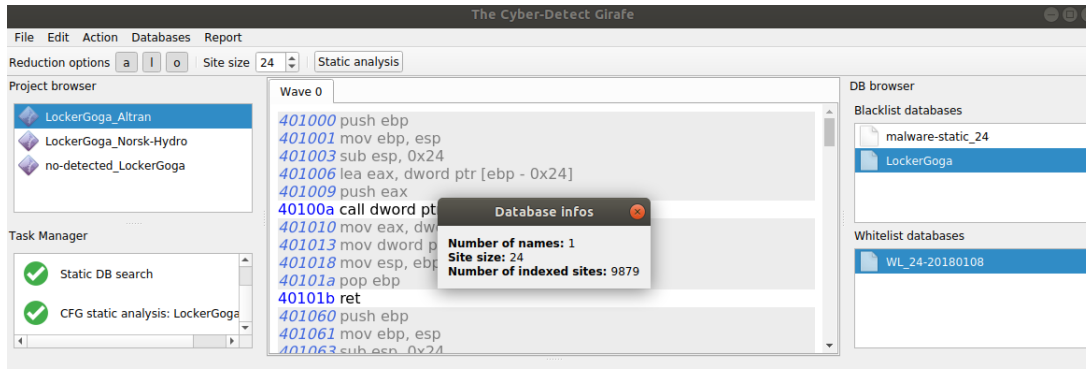 The Cyber-Detect Girafe
File Edit Action Databases Report
Reduction options a l o Site size 24 Static analysis
Project browser
LockerGoga_Altran
LockerGoga_Norsk-Hydro
no-detected_LockerGoga
Task Manager
Static DB search
CFG static analysis: LockerGoga
Wave 0
401000 push ebp
401001 mov ebp, esp
401003 sub esp, 0x24
401006 lea eax, dword ptr [ebp - 0x24]
401009 push eax
40100a call dword pt
401010 mov eax, dw
401013 mov dword p
401018 mov esp, ebp
40101a pop ebp
40101b ret
401060 push ebp
401061 mov ebp, esp
401063 sub esp, 0x24
Database infos
Number of names: 1
Site size: 24
Number of indexed sites: 9879
DB browser
Blacklist databases
malware-static_24
LockerGoga
Whitelist databases
WL_24-20180108